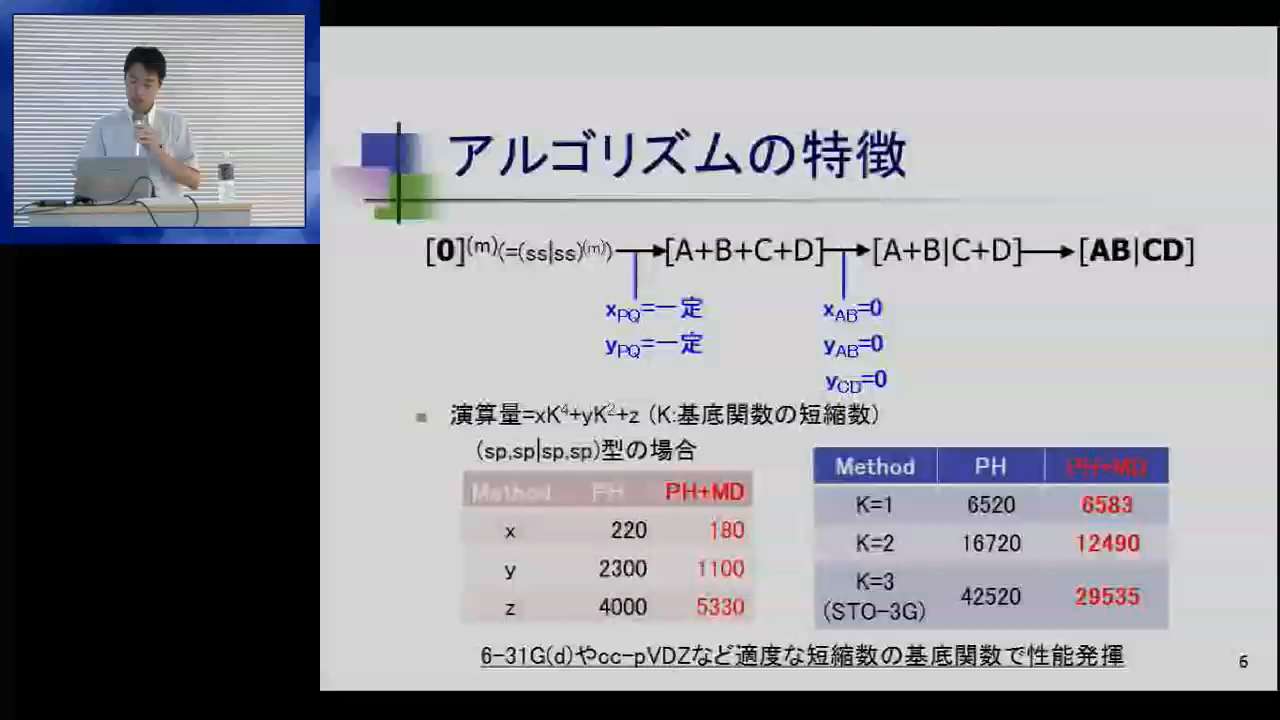 アルゴリズムの特徴
[0](m)(=(ss|ss)(m)) [A+B+C+D] [A+B|C+D] [AB|CD]
xPQ=一定 xAB=0
yPQ=一定 yAB=0
yCD=0
演算量=xK4+yK2+z (K:基底関数の短縮数)
(sp,sp|sp,sp)型の場合
Method PH PH+MD
x 220 180
y 2300 1100
z 4000 5330
Method PH PH+MD
K=1 6520 6583
K=2 16720 12490
K=3 (STO-3G) 42520 29535
6-31G(d)やcc-pVDZなど適度な短縮数の基底関数で性能発揮
6